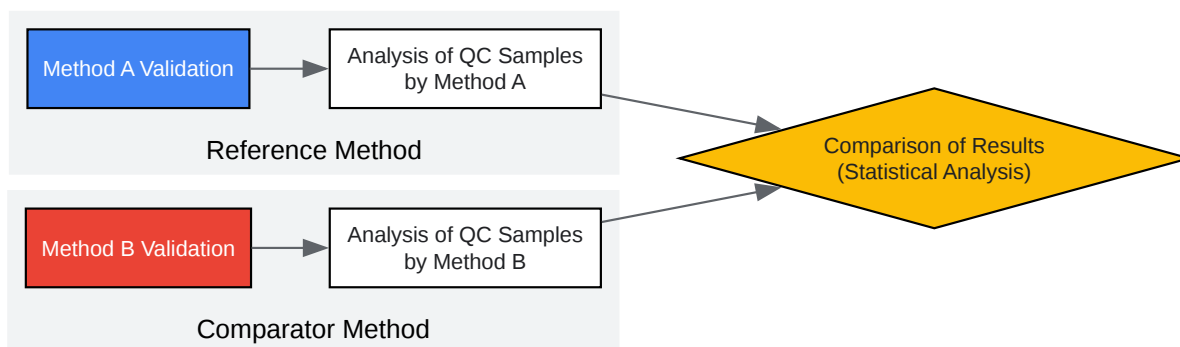 Method A Validation
Analysis of QC Samples
by Method A
Reference Method
Comparison of Results
(Statistical Analysis)
Method B Validation
Analysis of QC Samples
by Method B
Comparator Method